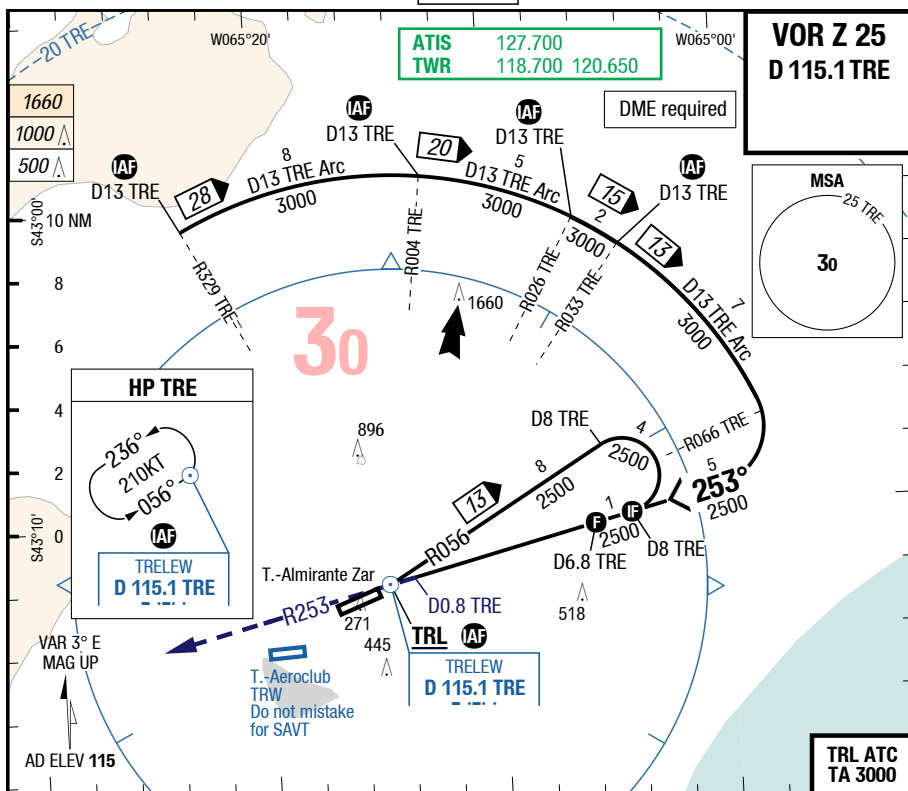 VOR Z 25
D 115.1 TRE
ATIS 127.700
TWR 118.700 120.650
DME required
W065°20'
W065°00'
20 TRE
1660
1000
500
MSA
25 TRE
30
IAF
D13 TRE
IAF
D13 TRE
IAF
D13 TRE
IAF
D13 TRE
28
8
D13 TRE Arc
3000
20
5
D13 TRE Arc
3000
15
2
3000
13
7
D13 TRE Arc
3000
R329 TRE
R004 TRE
R026 TRE
R033 TRE
R066 TRE
S43°00'
10 NM
8
6
4
2
0
S43°10'
30
1660
896
HP TRE
236°
210KT
056°
IAF
TRELEW
D 115.1 TRE
D8 TRE
4
2500
8
2500
13
R056
5
253°
2500
1
2500
F
IF
D6.8 TRE
D8 TRE
T.-Almirante Zar
D0.8 TRE
R253
271
445
518
TRL IAF
TRELEW
D 115.1 TRE
T.-Aeroclub
TRW
Do not mistake
for SAVT
VAR 3° E
MAG UP
AD ELEV 115
TRL ATC
TA 3000